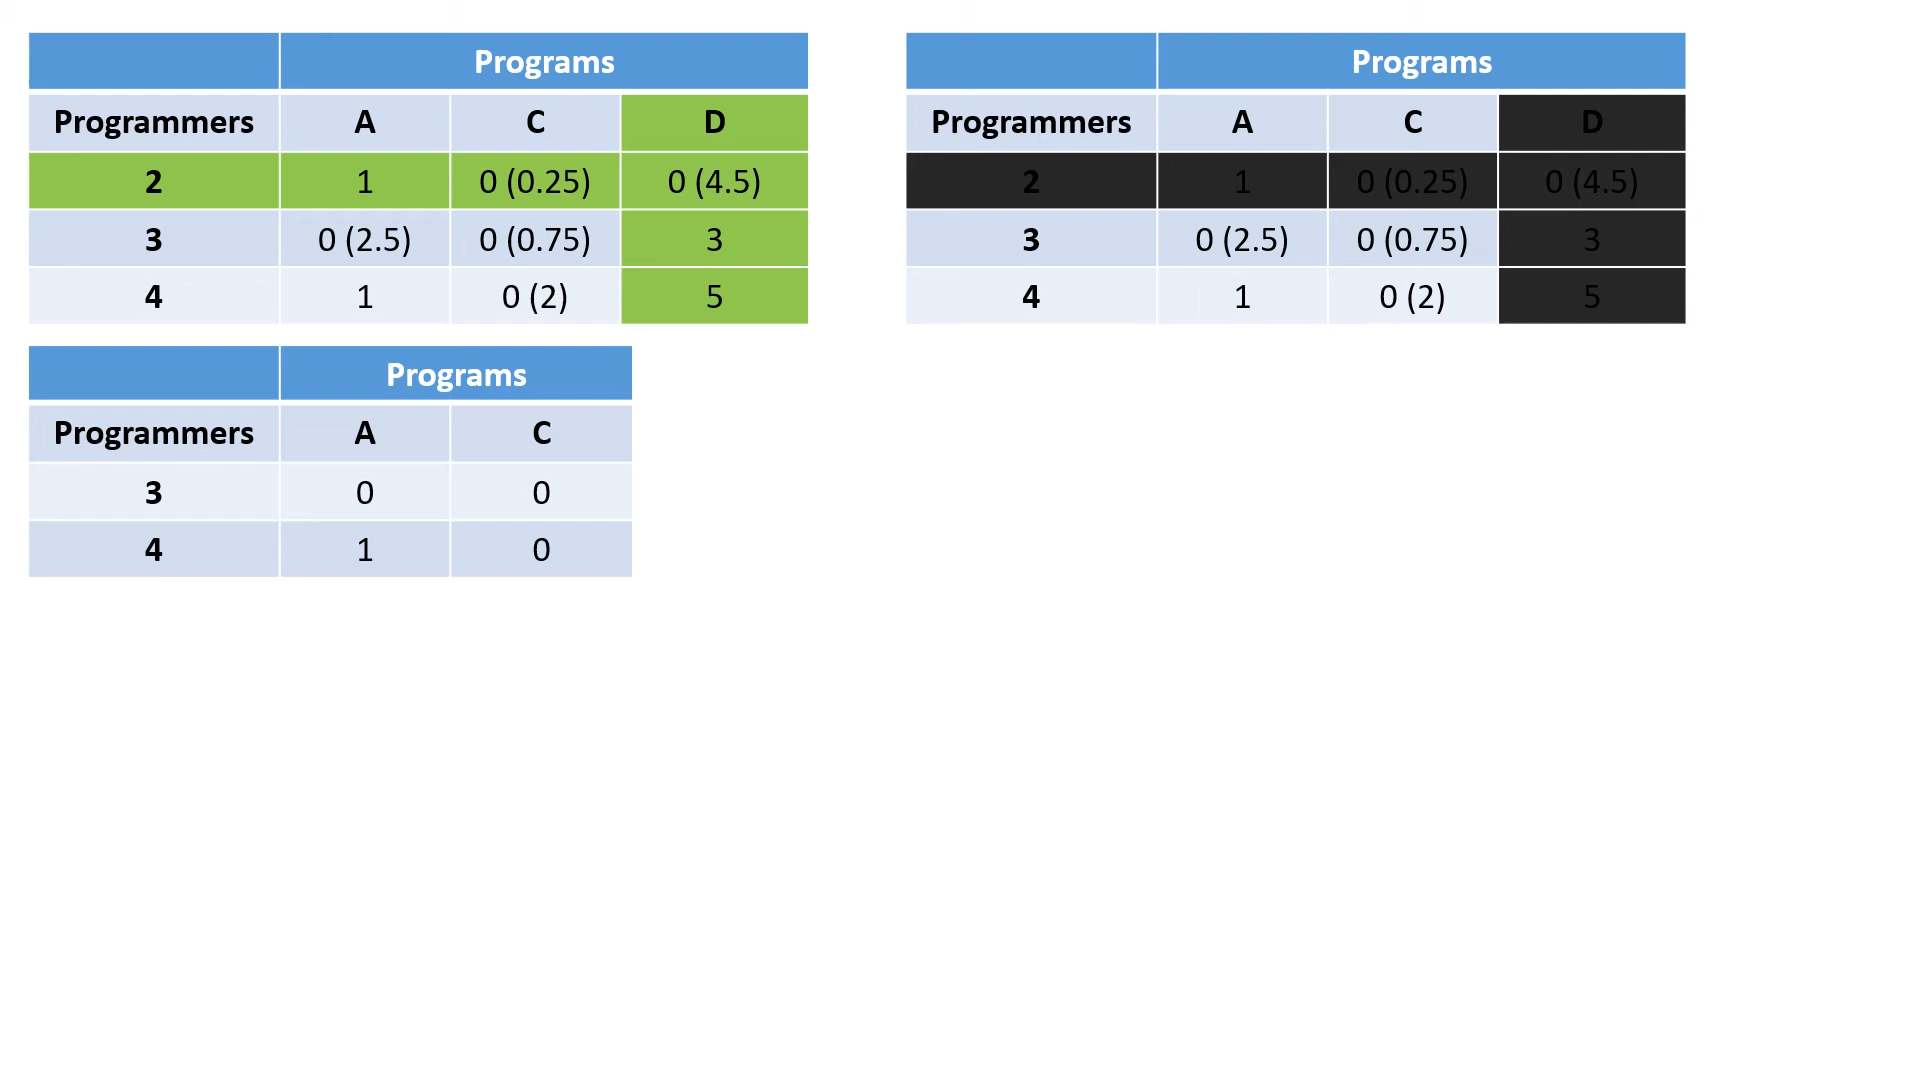 Programs
Programmers A C D
2 1 0 (0.25) 0 (4.5)
3 0 (2.5) 0 (0.75) 3
4 1 0 (2) 5
Programs
Programmers A C D
2 1 0 (0.25) 0 (4.5)
3 0 (2.5) 0 (0.75) 3
4 1 0 (2) 5
Programs
Programmers A C
3 0 0
4 1 0